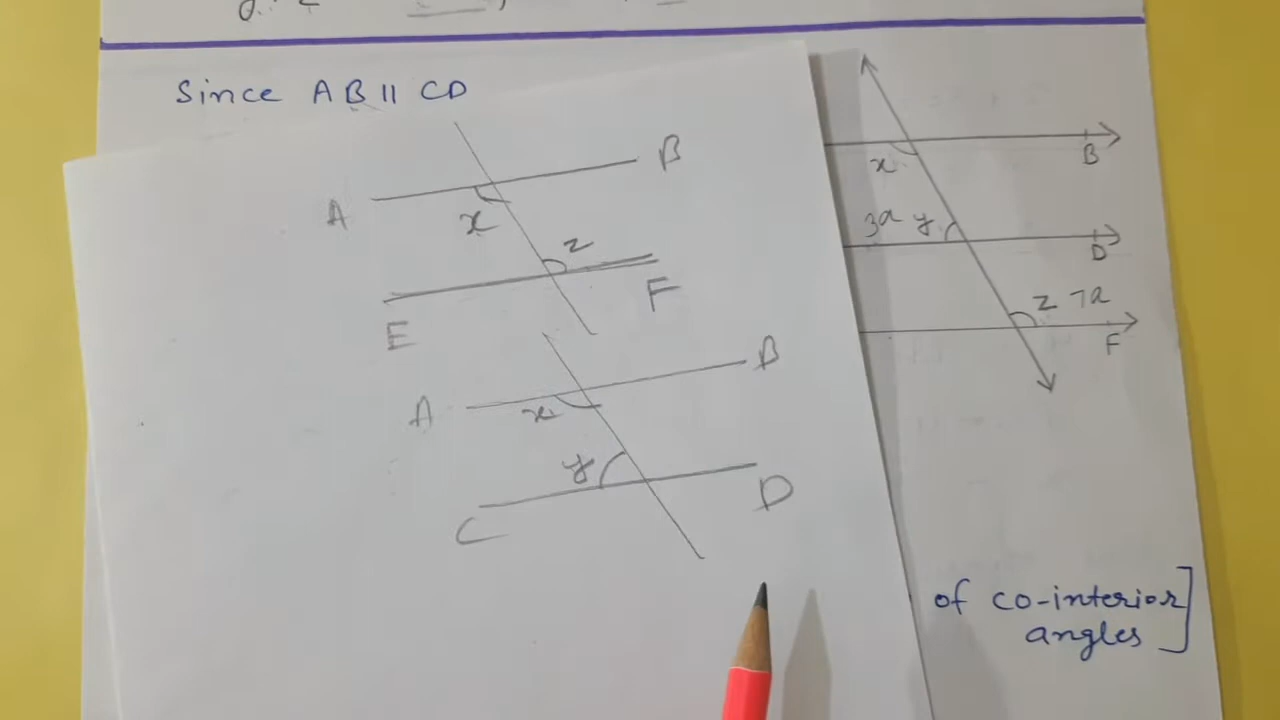 Since AB || CD
A B
x
z
E F
A B
x
y
C D
x B
3a y D
z 7a
F
of co-interior
angles ]